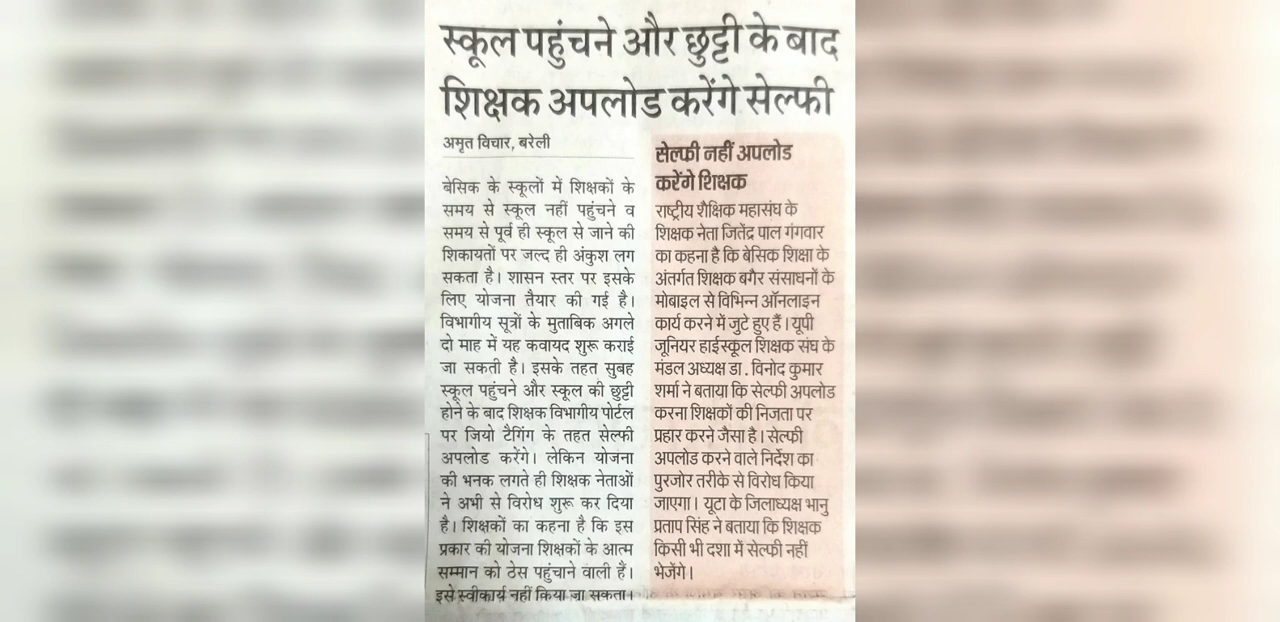 स्कूल पहुंचने और छुट्टी के बाद
शिक्षक अपलोड करेंगे सेल्फी
अमृत विचार, बरेली
बेसिक के स्कूलों में शिक्षकों के
समय से स्कूल नहीं पहुंचने व
समय से पूर्व ही स्कूल से जाने की
शिकायतों पर जल्द ही अंकुश लग
सकता है। शासन स्तर पर इसके
लिए योजना तैयार की गई है।
विभागीय सूत्रों के मुताबिक अगले
दो माह में यह कवायद शुरू कराई
जा सकती है। इसके तहत सुबह
स्कूल पहुंचने और स्कूल की छुट्टी
होने के बाद शिक्षक विभागीय पोर्टल
पर जियो टैगिंग के तहत सेल्फी
अपलोड करेंगे। लेकिन योजना
की भनक लगते ही शिक्षक नेताओं
ने अभी से विरोध शुरू कर दिया
है। शिक्षकों का कहना है कि इस
प्रकार की योजना शिक्षकों के आत्म
सम्मान को ठेस पहुंचाने वाली हैं।
इसे स्वीकार्य नहीं किया जा सकता।
सेल्फी नहीं अपलोड
करेंगे शिक्षक
राष्ट्रीय शैक्षिक महासंघ के
शिक्षक नेता जितेंद्र पाल गंगवार
का कहना है कि बेसिक शिक्षा के
अंतर्गत शिक्षक बगैर संसाधनों के
मोबाइल से विभिन्न ऑनलाइन
कार्य करने में जुटे हुए हैं। यूपी
जूनियर हाईस्कूल शिक्षक संघ के
मंडल अध्यक्ष डा. विनोद कुमार
शर्मा ने बताया कि सेल्फी अपलोड
करना शिक्षकों की निजता पर
प्रहार करने जैसा है। सेल्फी
अपलोड करने वाले निर्देश का
पुरजोर तरीके से विरोध किया
जाएगा। यूटा के जिलाध्यक्ष भानु
प्रताप सिंह ने बताया कि शिक्षक
किसी भी दशा में सेल्फी नहीं
भेजेंगे।